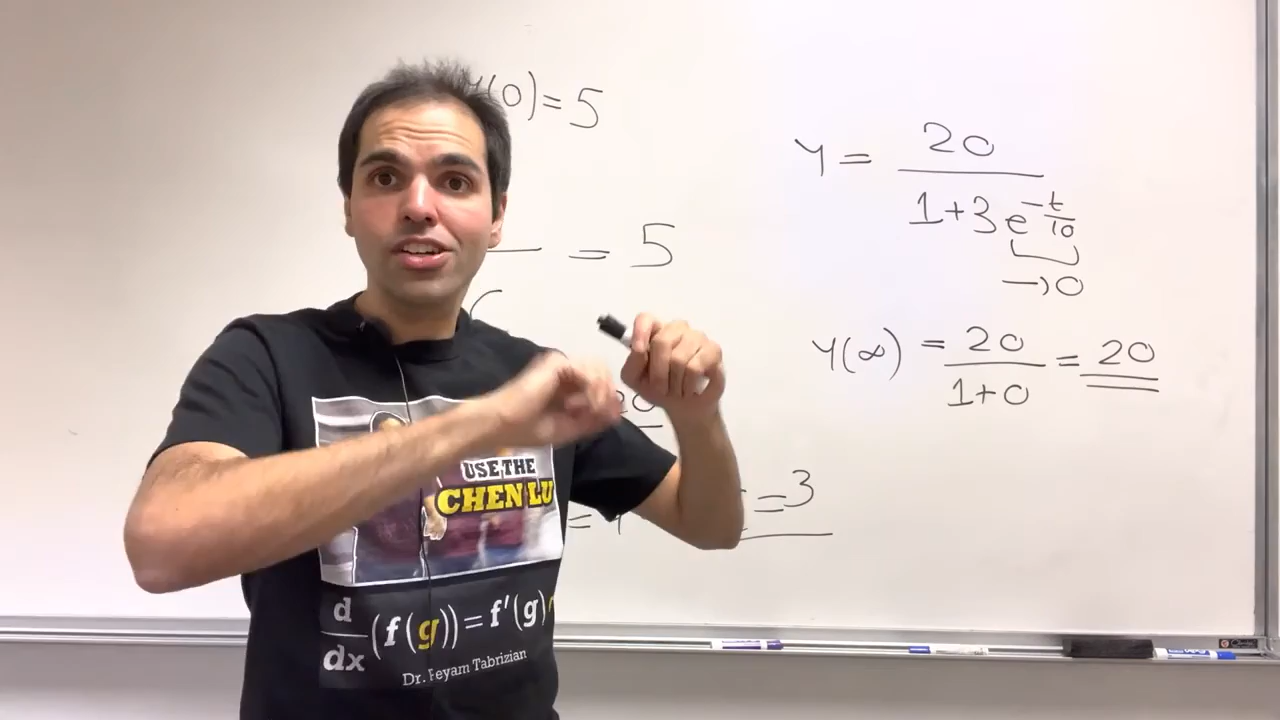 y(0) = 5
= 5
20
= 3
y = 20 / 1+3e^{-t/10}
→0
y(∞) = 20 / 1+0 = 20
USE THE
CHEN LU
d/dx (f(g)) = f'(g)
Dr. Peyam Tabrizian